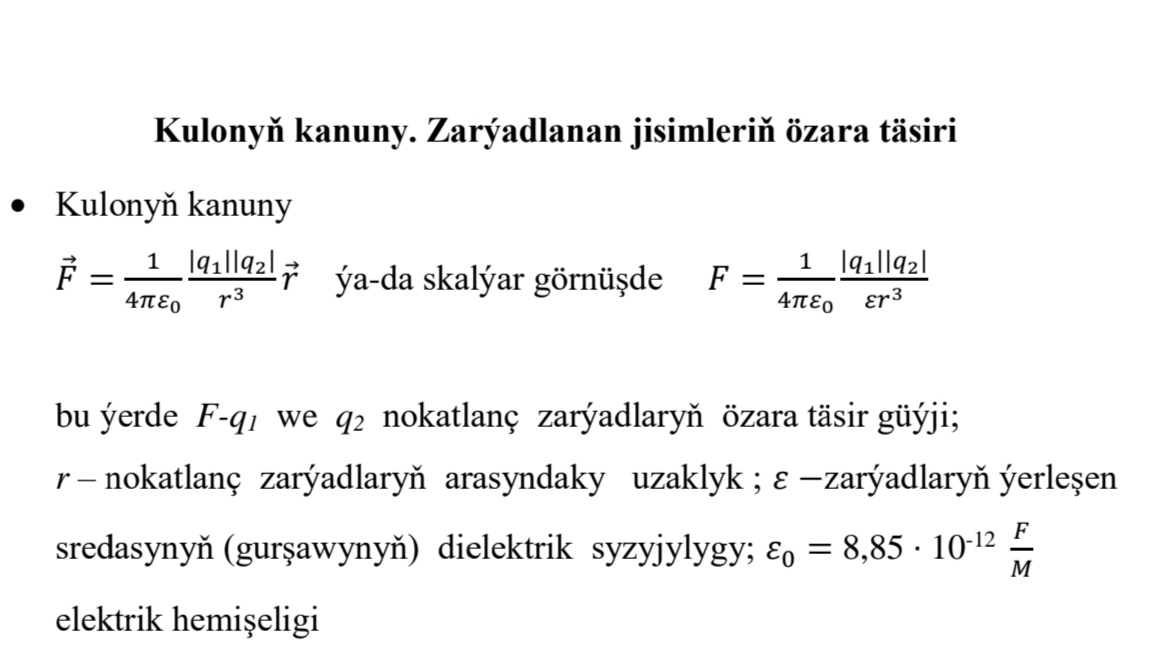 Kulonyň kanuny. Zarýadlanan jisimleriň özara täsiri
• Kulonyň kanuny
$\vec{F} = \frac{1}{4\pi\varepsilon_0} \frac{|q_1||q_2|}{r^3} \vec{r}$ ýa-da skalýar görnüşde $F = \frac{1}{4\pi\varepsilon_0} \frac{|q_1||q_2|}{\varepsilon r^3}$
bu ýerde F-q₁ we q₂ nokatlanç zarýadlaryň özara täsir güýji;
r – nokatlanç zarýadlaryň arasyndaky uzaklyk ; ε −zarýadlaryň ýerleşen
sredasynyň (gurşawynyň) dielektrik syzyjylygy; $\varepsilon_0 = 8,85 \cdot 10^{-12} \frac{F}{M}$
elektrik hemişeligi